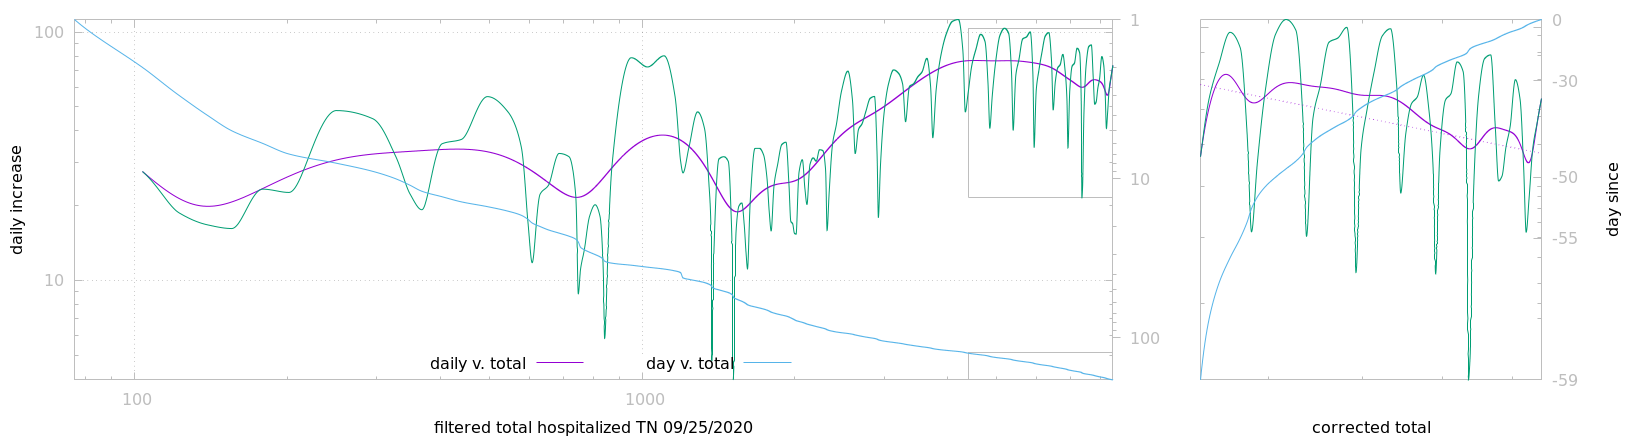 100
10
daily increase
daily v. total
day v. total
100
1000
filtered total hospitalized TN 09/25/2020
1
10
100
0
-30
-50
-55
-59
day since
corrected total